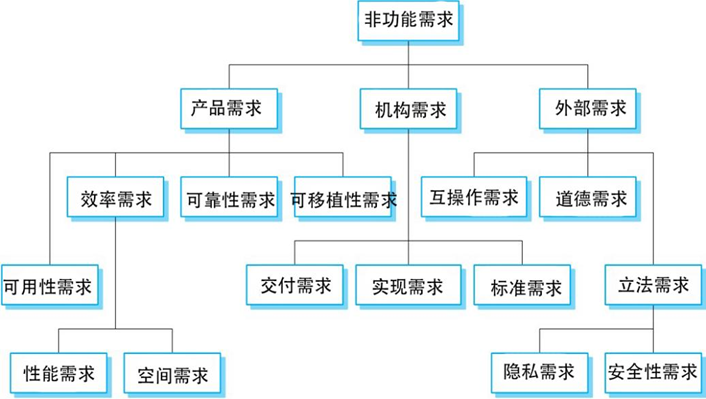 非功能需求
产品需求
机构需求
外部需求
效率需求
可靠性需求
可移植性需求
互操作需求
道德需求
可用性需求
交付需求
实现需求
标准需求
立法需求
性能需求
空间需求
隐私需求
安全性需求